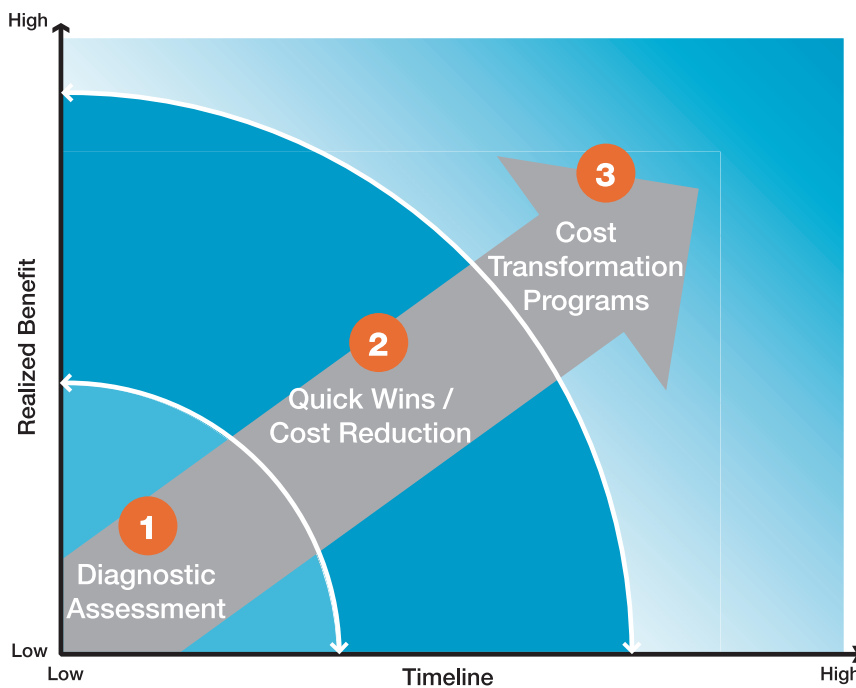 High
3
Cost
Transformation
Programs
2
Quick Wins /
Cost Reduction
Realized Benefit
1
Diagnostic
Assessment
Low
Low
Timeline
High